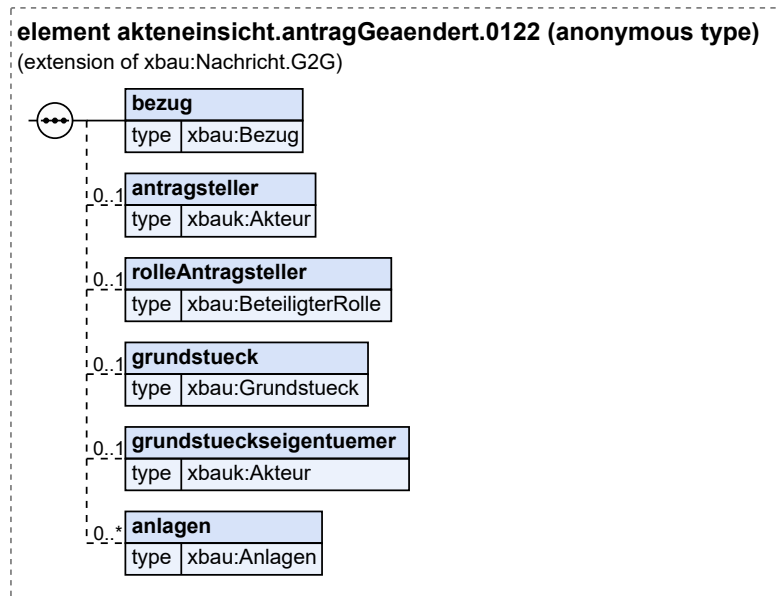 element akteneinsicht.antragGeaendert.0122 (anonymous type)
(extension of xbau:Nachricht.G2G)
bezug
type xbau:Bezug
0..1 antragsteller
type xbauk:Akteur
0..1 rolleAntragsteller
type xbau:BeteiligterRolle
0..1 grundstueck
type xbau:Grundstueck
0..1 grundstueckseigentuemer
type xbauk:Akteur
0..* anlagen
type xbau:Anlagen